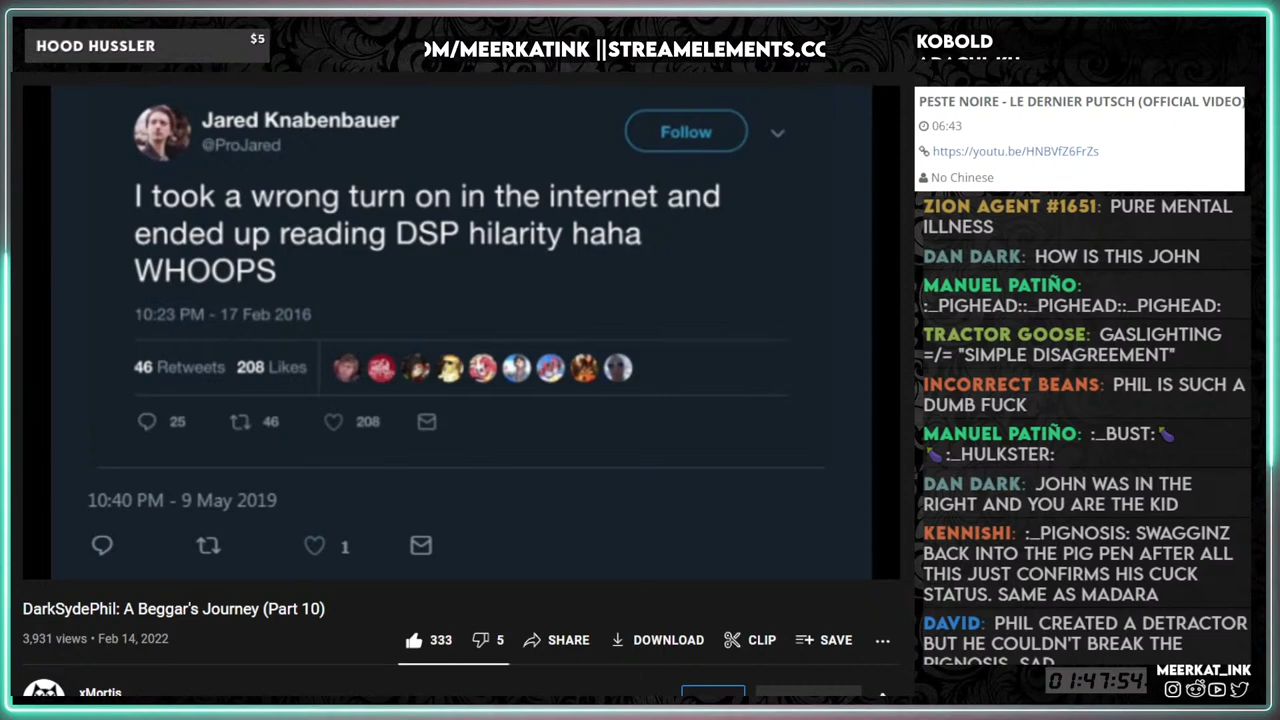 HOOD HUSSLER
$5
OM/MEERKATINK ||STREAMELEMENTS.CC
KOBOLD
Jared Knabenbauer
@ProJared
Follow
I took a wrong turn on in the internet and
ended up reading DSP hilarity haha
WHOOPS
10:23 PM - 17 Feb 2016
46 Retweets 208 Likes
25 46 208
10:40 PM - 9 May 2019
1
DarkSydePhil: A Beggar's Journey (Part 10)
3,931 views • Feb 14, 2022
333 5 SHARE DOWNLOAD CLIP SAVE
xMortis
PESTE NOIRE - LE DERNIER PUTSCH (OFFICIAL VIDEO)
06:43
https://youtu.be/HNBVfZ6FrZs
No Chinese
ZION AGENT #1651: PURE MENTAL
ILLNESS
DAN DARK: HOW IS THIS JOHN
MANUEL PATIÑO:
:_PIGHEAD::_PIGHEAD::_PIGHEAD:
TRACTOR GOOSE: GASLIGHTING
=/= "SIMPLE DISAGREEMENT"
INCORRECT BEANS: PHIL IS SUCH A
DUMB FUCK
MANUEL PATIÑO: :_BUST:🍆
🍆:_HULKSTER:
DAN DARK: JOHN WAS IN THE
RIGHT AND YOU ARE THE KID
KENNISHI: :_PIGNOSIS: SWAGGINZ
BACK INTO THE PIG PEN AFTER ALL
THIS JUST CONFIRMS HIS CUCK
STATUS. SAME AS MADARA
DAVID: PHIL CREATED A DETRACTOR
BUT HE COULDN'T BREAK THE
PIGNOSIS. SAD
01:47:54
MEERKAT_INK